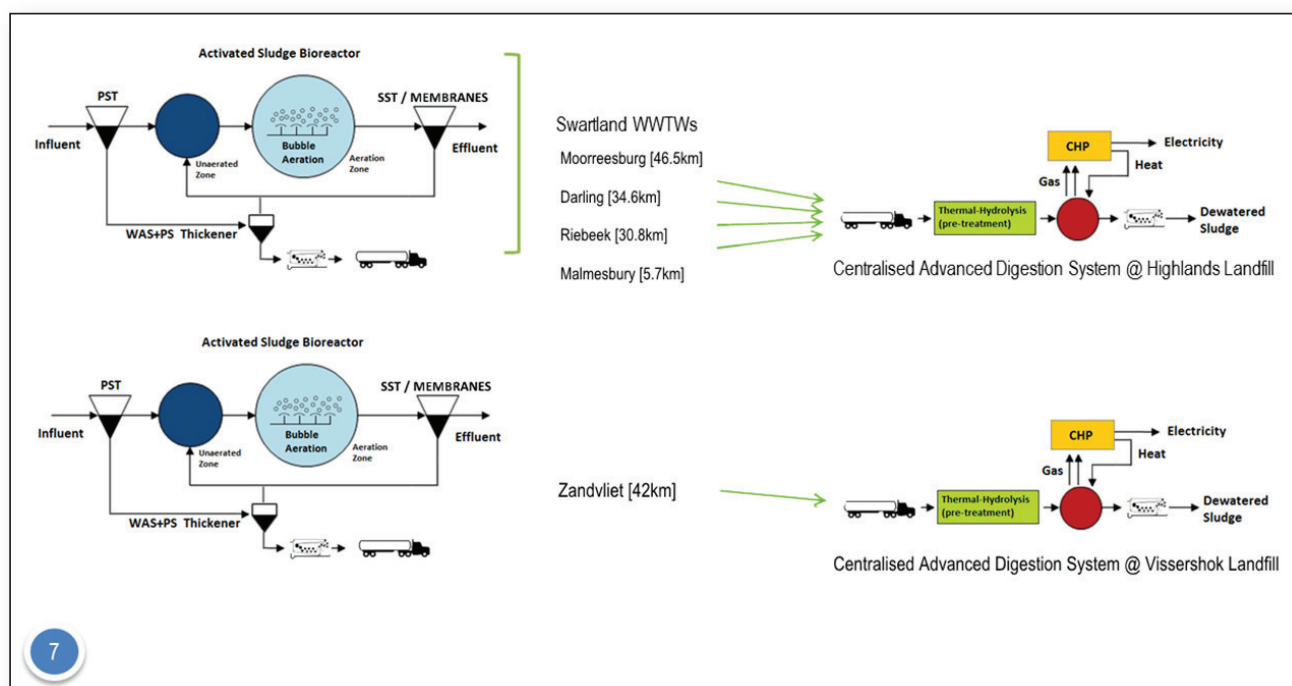 Activated Sludge Bioreactor
PST
SST / MEMBRANES
Influent
Unaerated
Zone
Bubble
Aeration
Aeration
Zone
Effluent
WAS+PS Thickener
Swartland WWTWs
Moorreesburg [46.5km]
Darling [34.6km]
Riebeek [30.8km]
Malmesbury [5.7km]
CHP
Electricity
Heat
Gas
Thermal-Hydrolysis
(pre-treatment)
Dewatered
Sludge
Centralised Advanced Digestion System @ Highlands Landfill
Activated Sludge Bioreactor
PST
SST / MEMBRANES
Influent
Unaerated
Zone
Bubble
Aeration
Aeration
Zone
Effluent
WAS+PS Thickener
Zandvliet [42km]
CHP
Electricity
Heat
Gas
Thermal-Hydrolysis
(pre-treatment)
Dewatered
Sludge
Centralised Advanced Digestion System @ Vissershok Landfill
7